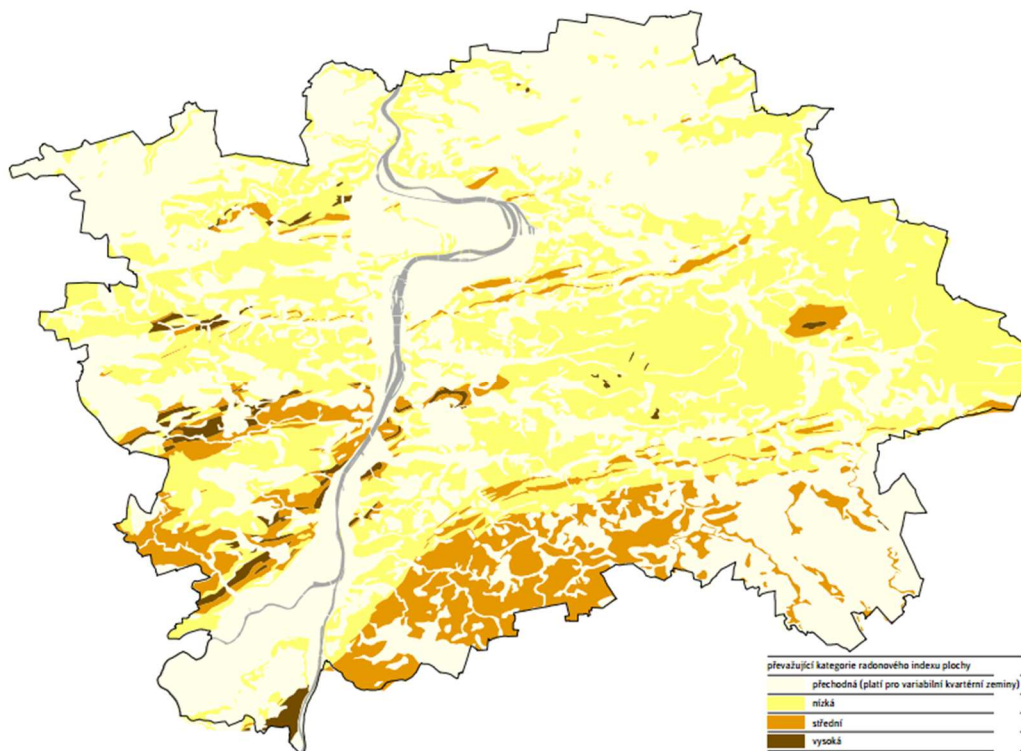 převažující kategorie radonového indexu plochy
přechodná (platí pro variabilní kvartérní zeminy)
nízká
střední
vysoká